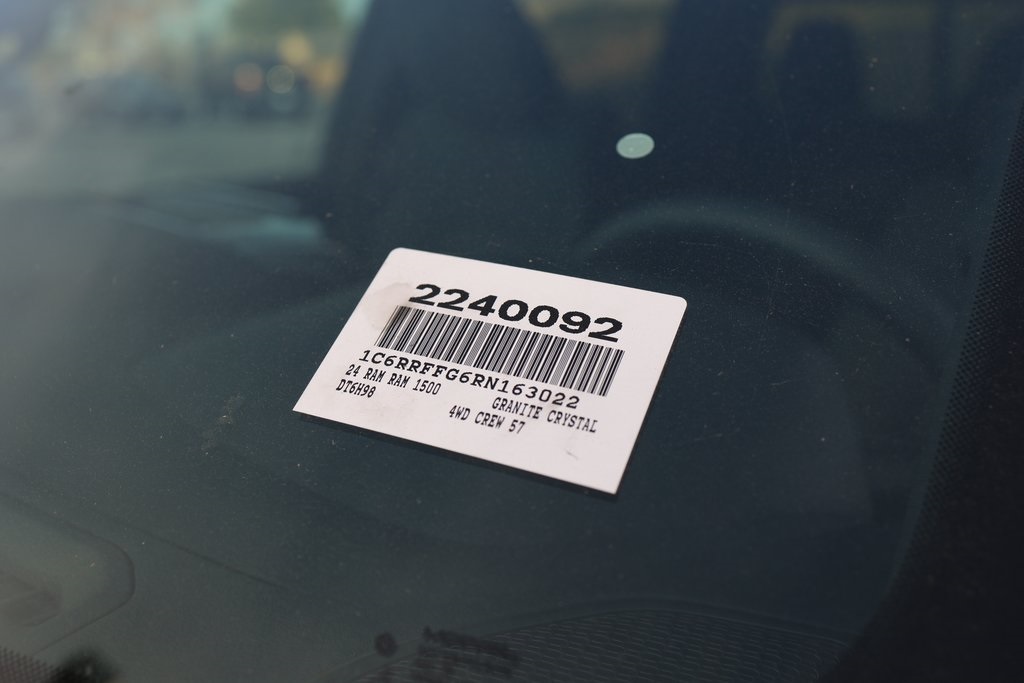 2240092
1C6RRFFG6RN163022
24 RAM RAM 1500 GRANITE CRYSTAL
DT6H98 4WD CREW 57